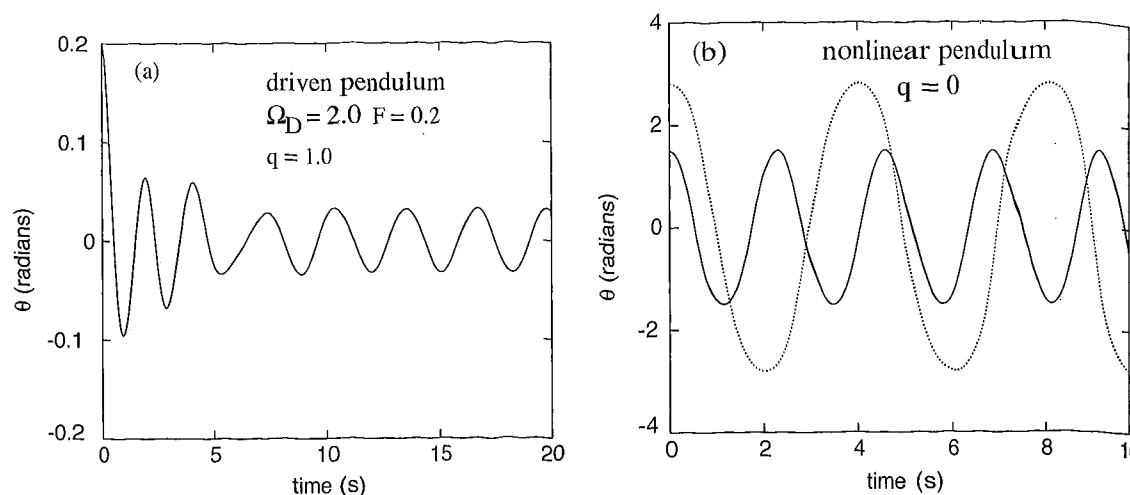 (a)
driven pendulum
Ω_D = 2.0 F = 0.2
q = 1.0
0.2
0.1
0
-0.1
-0.2
θ (radians)
0 5 10 15 20
time (s)
(b)
nonlinear pendulum
q = 0
4
2
0
-2
-4
θ (radians)
0 2 4 6 8 10
time (s)